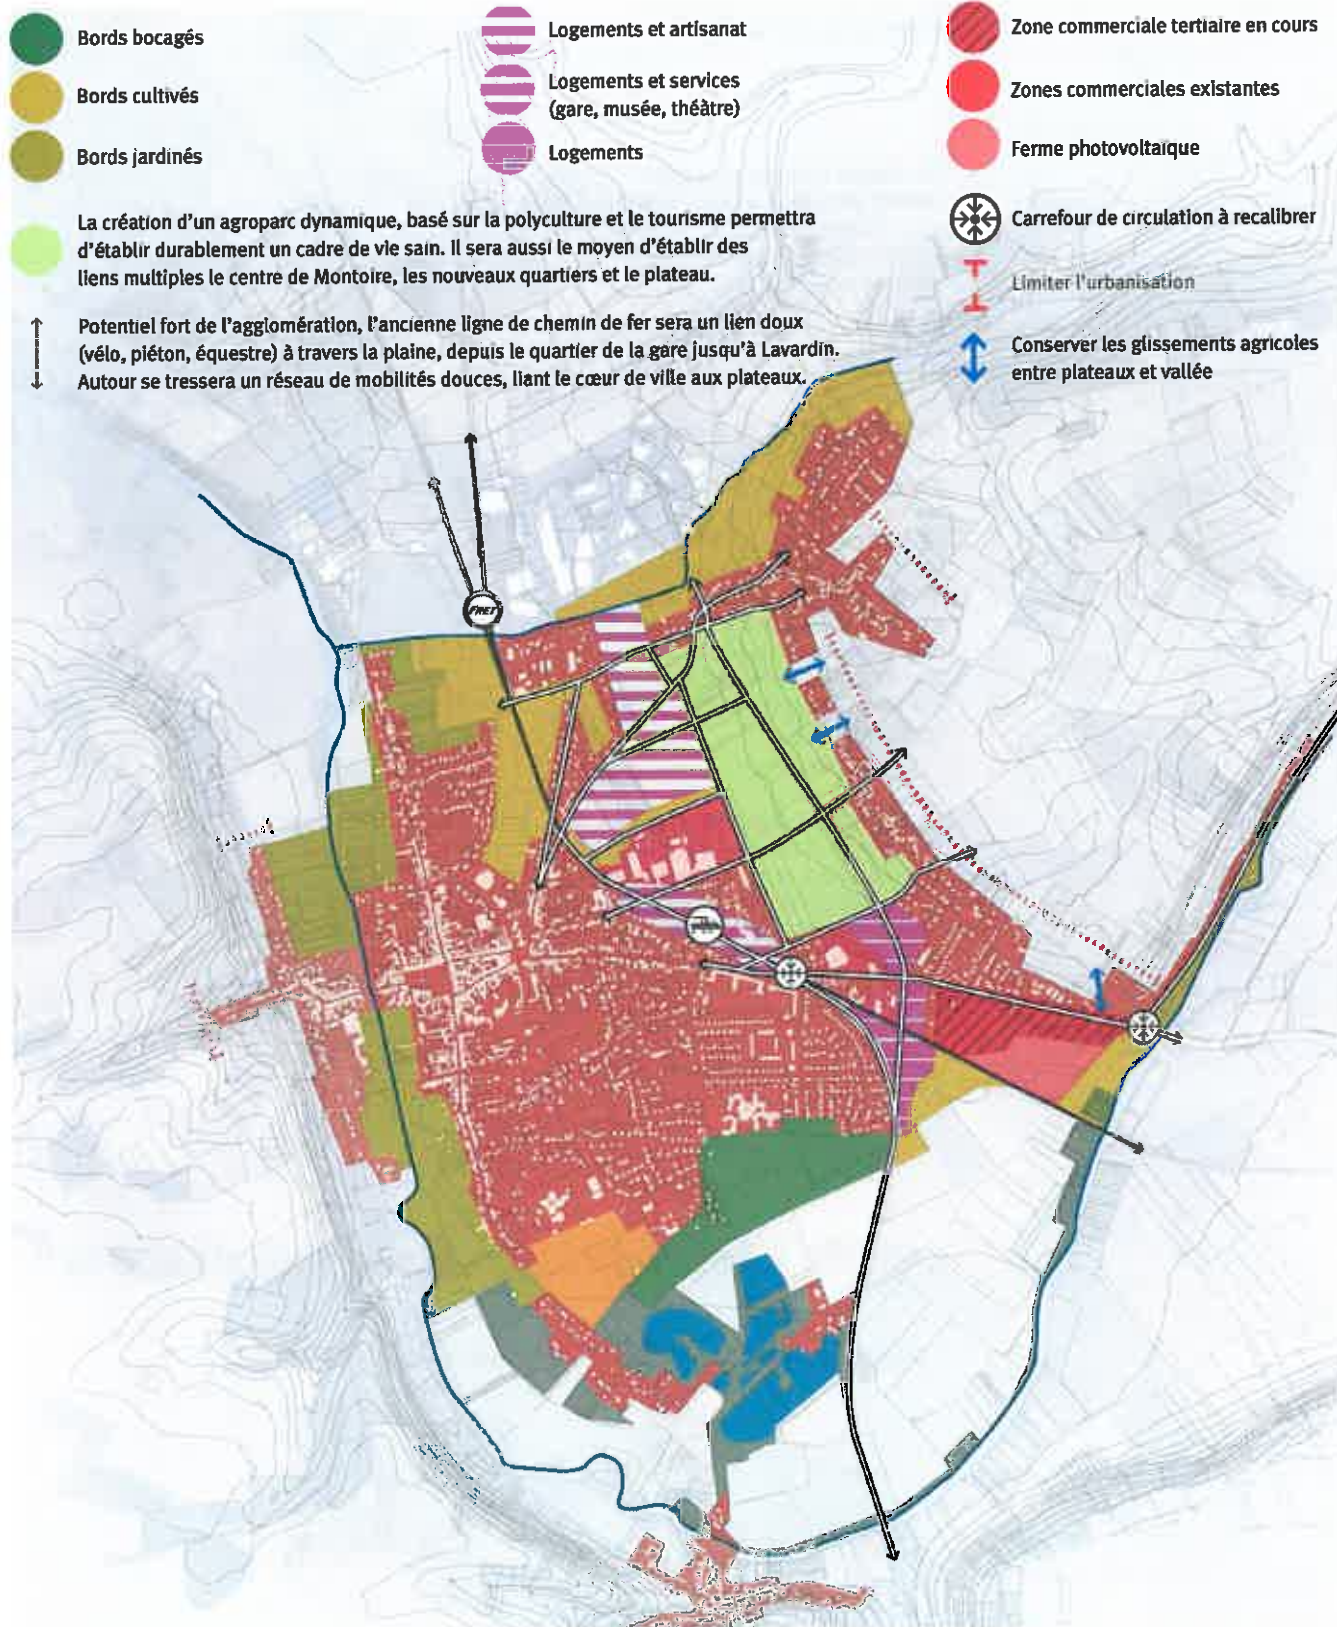 Bords bocagés
Bords cultivés
Bords jardinés
Logements et artisanat
Logements et services
(gare, musée, théâtre)
Logements
Zone commerciale tertiaire en cours
Zones commerciales existantes
Ferme photovoltaïque
La création d'un agroparc dynamique, basé sur la polyculture et le tourisme permettra
d'établir durablement un cadre de vie sain. Il sera aussi le moyen d'établir des
liens multiples le centre de Montoire, les nouveaux quartiers et le plateau.
Potentiel fort de l'agglomération, l'ancienne ligne de chemin de fer sera un lien doux
(vélo, piéton, équestre) à travers la plaine, depuis le quartier de la gare jusqu'à Lavardin.
Autour se tressera un réseau de mobilités douces, liant le cœur de ville aux plateaux.
Carrefour de circulation à recalibrer
Limiter l'urbanisation
Conserver les glissements agricoles
entre plateaux et vallée
FRET